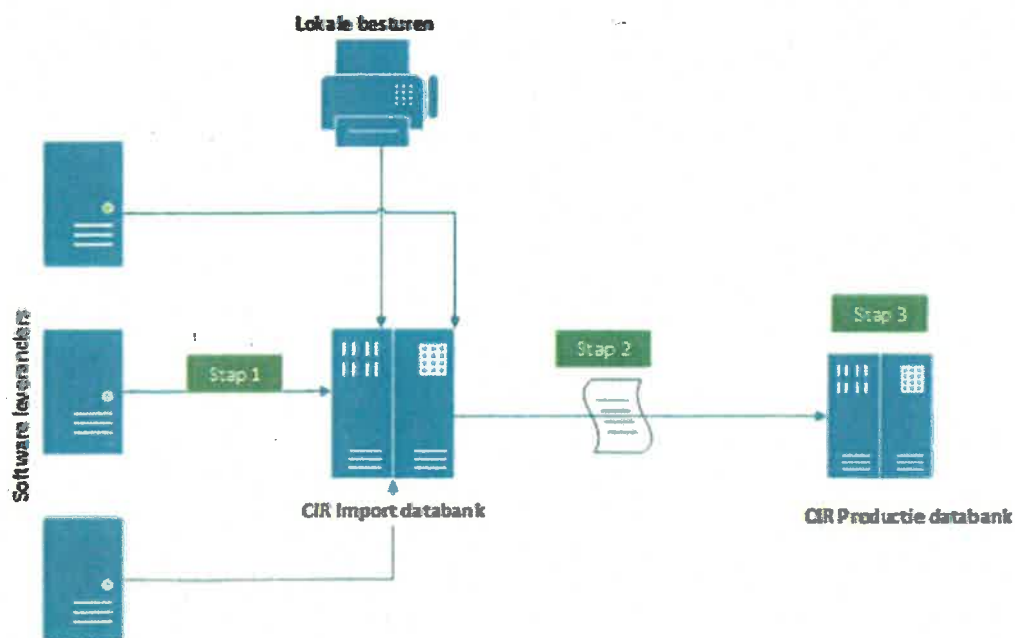 Lokale besturen
Software leveranciers
Stap 1
Stap 2
Stap 3
CIR Import databank
CIR Productie databank